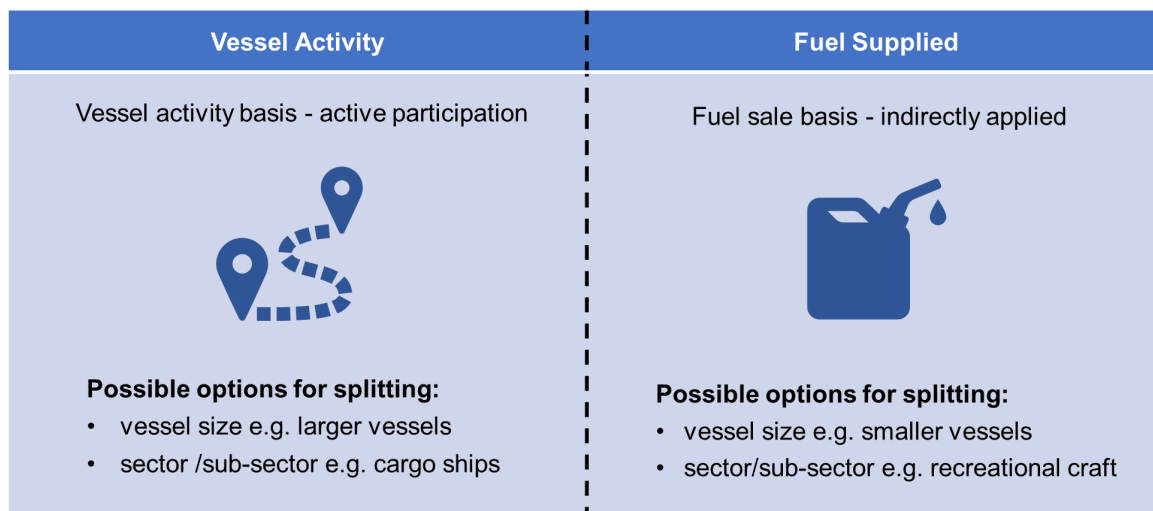 Vessel Activity
Vessel activity basis - active participation
Possible options for splitting:
• vessel size e.g. larger vessels
• sector /sub-sector e.g. cargo ships
Fuel Supplied
Fuel sale basis - indirectly applied
Possible options for splitting:
• vessel size e.g. smaller vessels
• sector/sub-sector e.g. recreational craft